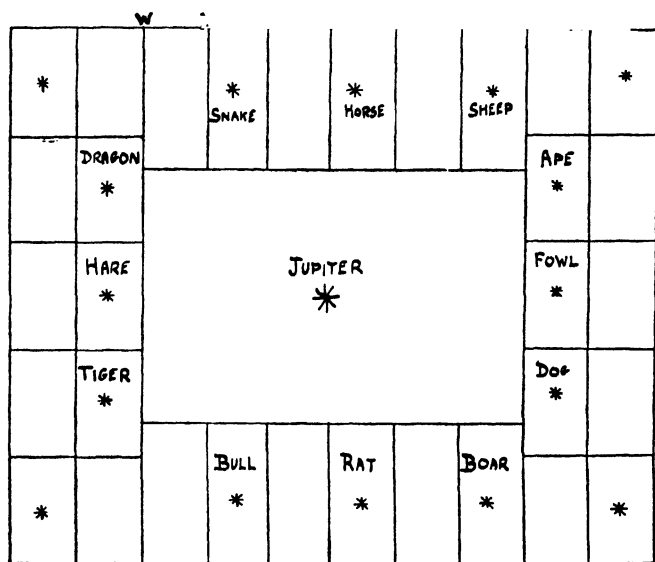 W
SNAKE
HORSE
SHEEP
DRAGON
APE
HARE
JUPITER
FOWL
TIGER
DOG
BULL
RAT
BOAR